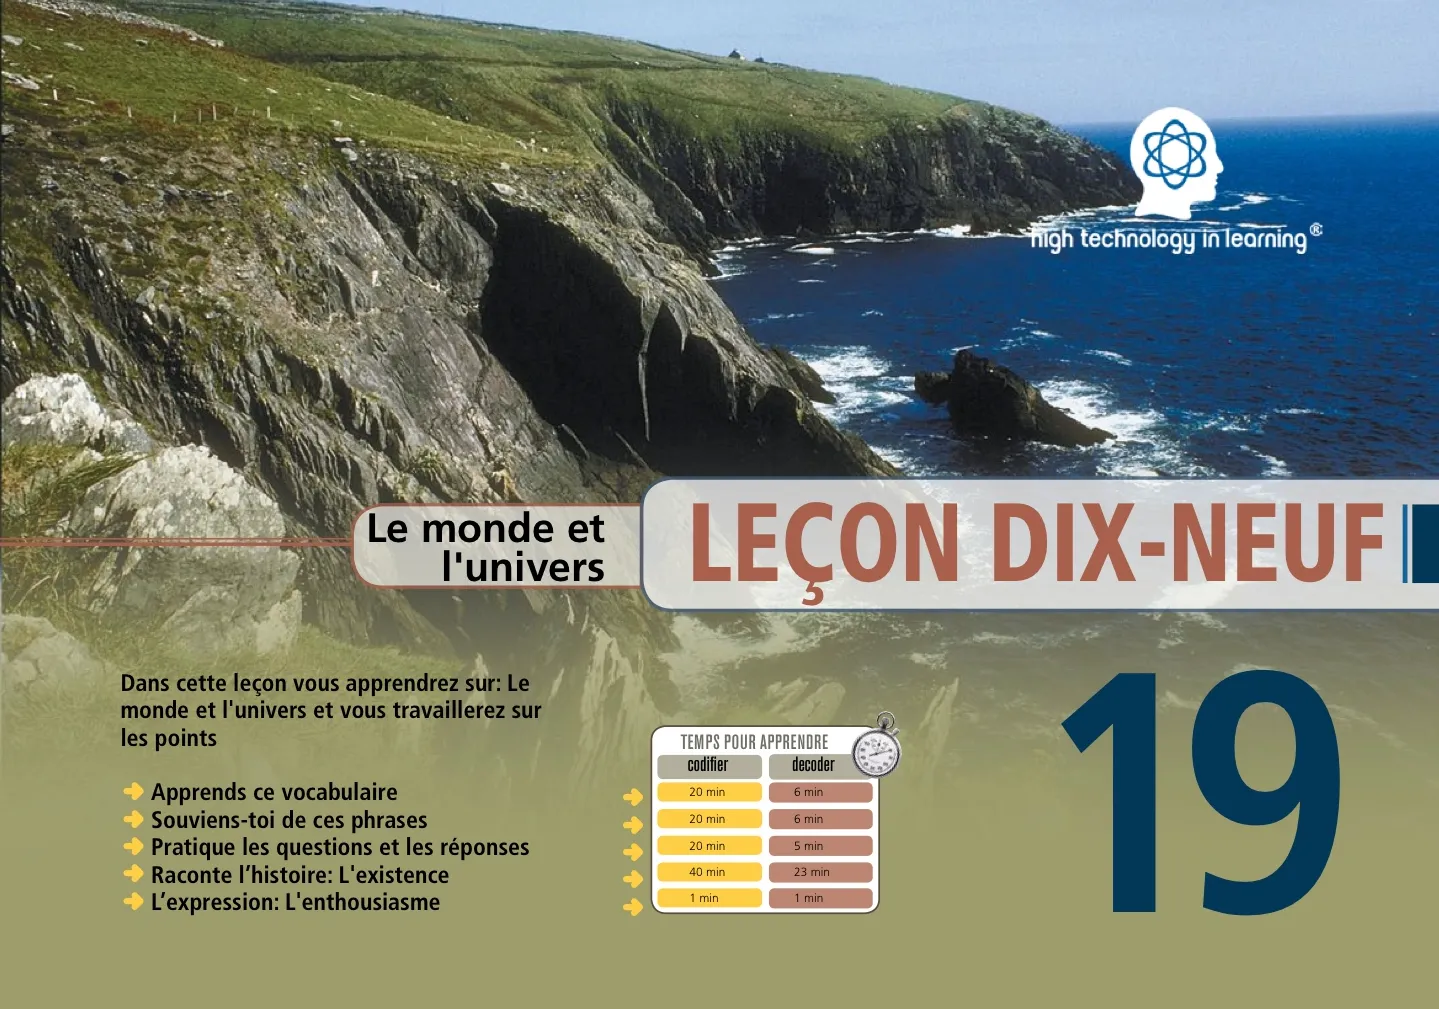 high technology in learning®
Le monde et
l'univers
LEÇON DIX-NEUF
19
Dans cette leçon vous apprendrez sur: Le
monde et l'univers et vous travaillerez sur
les points
Apprends ce vocabulaire
Souviens-toi de ces phrases
Pratique les questions et les réponses
Raconte l’histoire: L'existence
L’expression: L'enthousiasme
TEMPS POUR APPRENDRE
codifier decoder
20 min 6 min
20 min 6 min
20 min 5 min
40 min 23 min
1 min 1 min